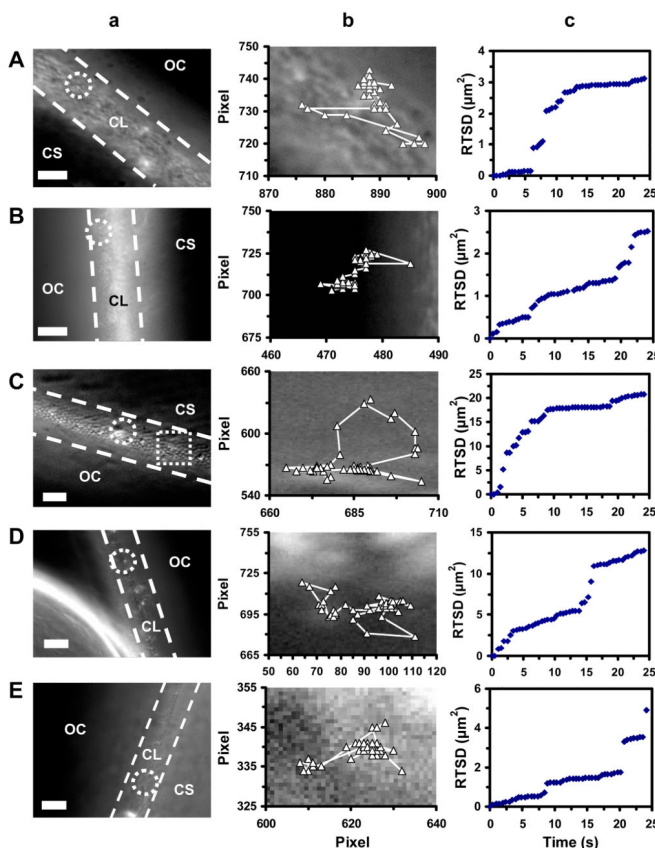 a b c
A
OC
CL
CS
Pixel
750
740
730
720
710
870 880 890 900
RTSD (µm²)
4
3
2
1
0
0 5 10 15 20 25
B
OC
CL
CS
Pixel
750
725
700
675
460 470 480 490
RTSD (µm²)
3
2
1
0
0 5 10 15 20 25
C
CS
OC
Pixel
660
600
540
660 685 710
RTSD (µm²)
25
20
15
10
5
0
0 5 10 15 20 25
D
OC
CL
Pixel
755
725
695
665
50 60 70 80 90 100 110 120
RTSD (µm²)
15
10
5
0
0 5 10 15 20 25
E
OC
CL
CS
Pixel
355
345
335
325
600 620 640
Pixel
RTSD (µm²)
6
4
2
0
0 5 10 15 20 25
Time (s)